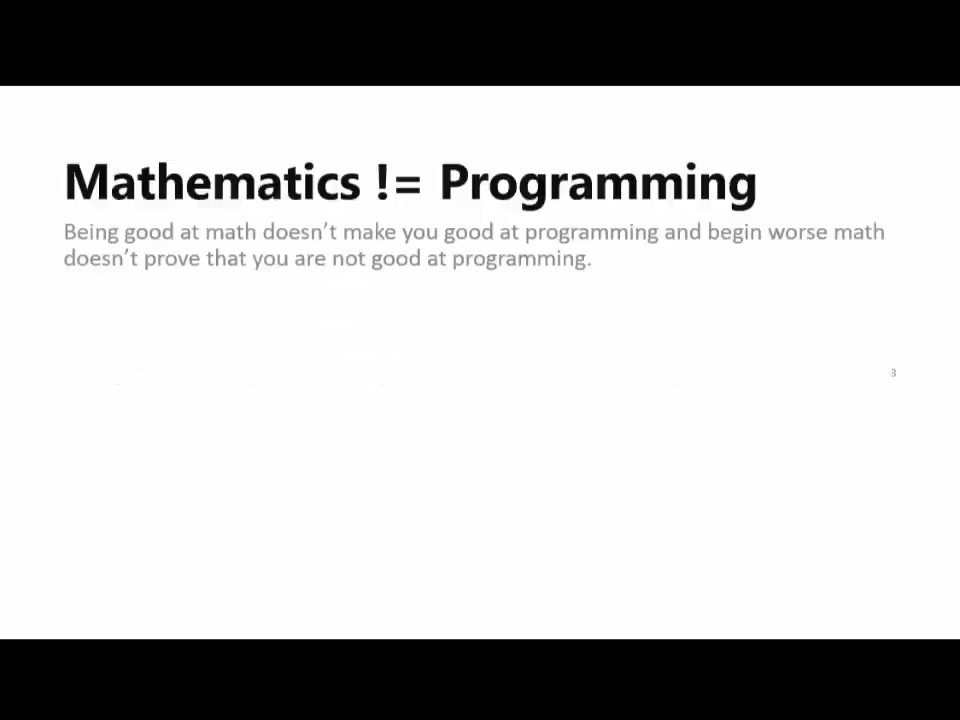 Mathematics != Programming
Being good at math doesn’t make you good at programming and begin worse math
doesn’t prove that you are not good at programming.
3